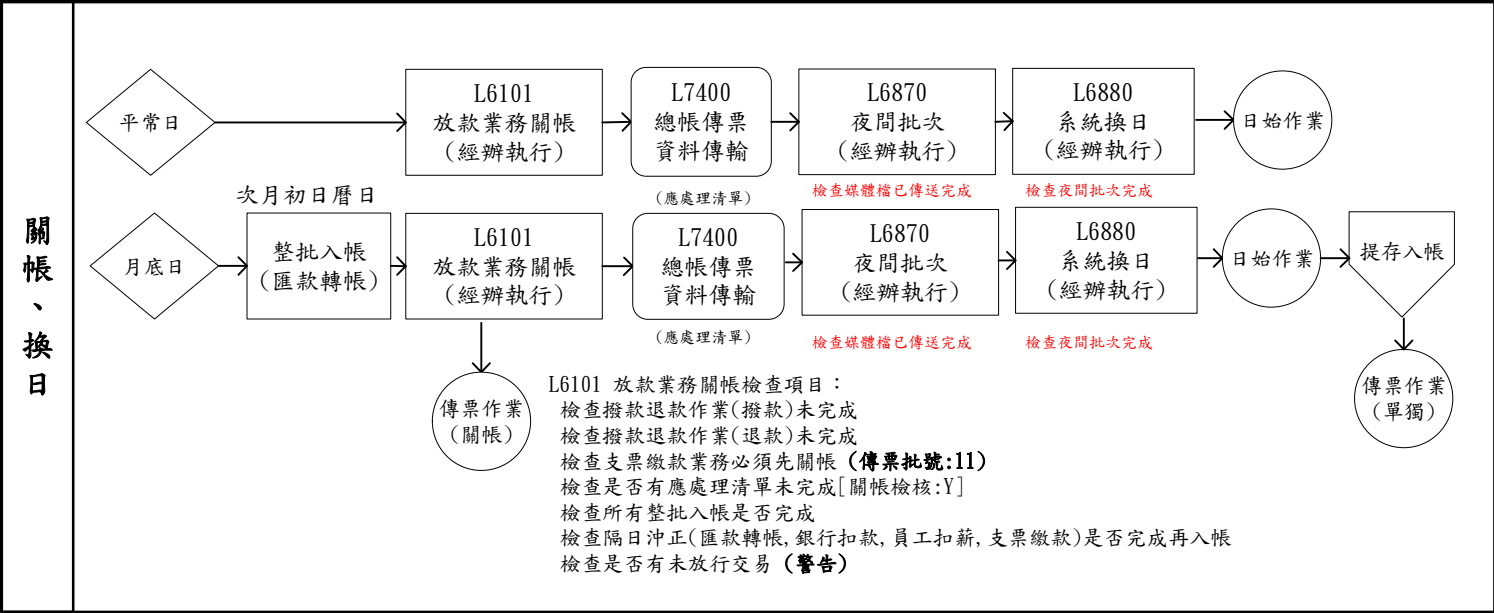 關帳、換日
平常日
L6101
放款業務關帳
(經辦執行)
L7400
總帳傳票
資料傳輸
(應處理清單)
L6870
夜間批次
(經辦執行)
檢查媒體檔已傳送完成
L6880
系統換日
(經辦執行)
檢查夜間批次完成
日始作業
月底日
次月初日曆日
整批入帳
(匯款轉帳)
L6101
放款業務關帳
(經辦執行)
L7400
總帳傳票
資料傳輸
(應處理清單)
L6870
夜間批次
(經辦執行)
檢查媒體檔已傳送完成
L6880
系統換日
(經辦執行)
檢查夜間批次完成
日始作業
提存入帳
傳票作業
(關帳)
傳票作業
(單獨)
L6101 放款業務關帳檢查項目：
檢查撥款退款作業(撥款)未完成
檢查撥款退款作業(退款)未完成
檢查支票繳款業務必須先關帳 (傳票批號:11)
檢查是否有應處理清單未完成[關帳檢核:Y]
檢查所有整批入帳是否完成
檢查隔日沖正(匯款轉帳,銀行扣款,員工扣薪,支票繳款)是否完成再入帳
檢查是否有未放行交易 (警告)